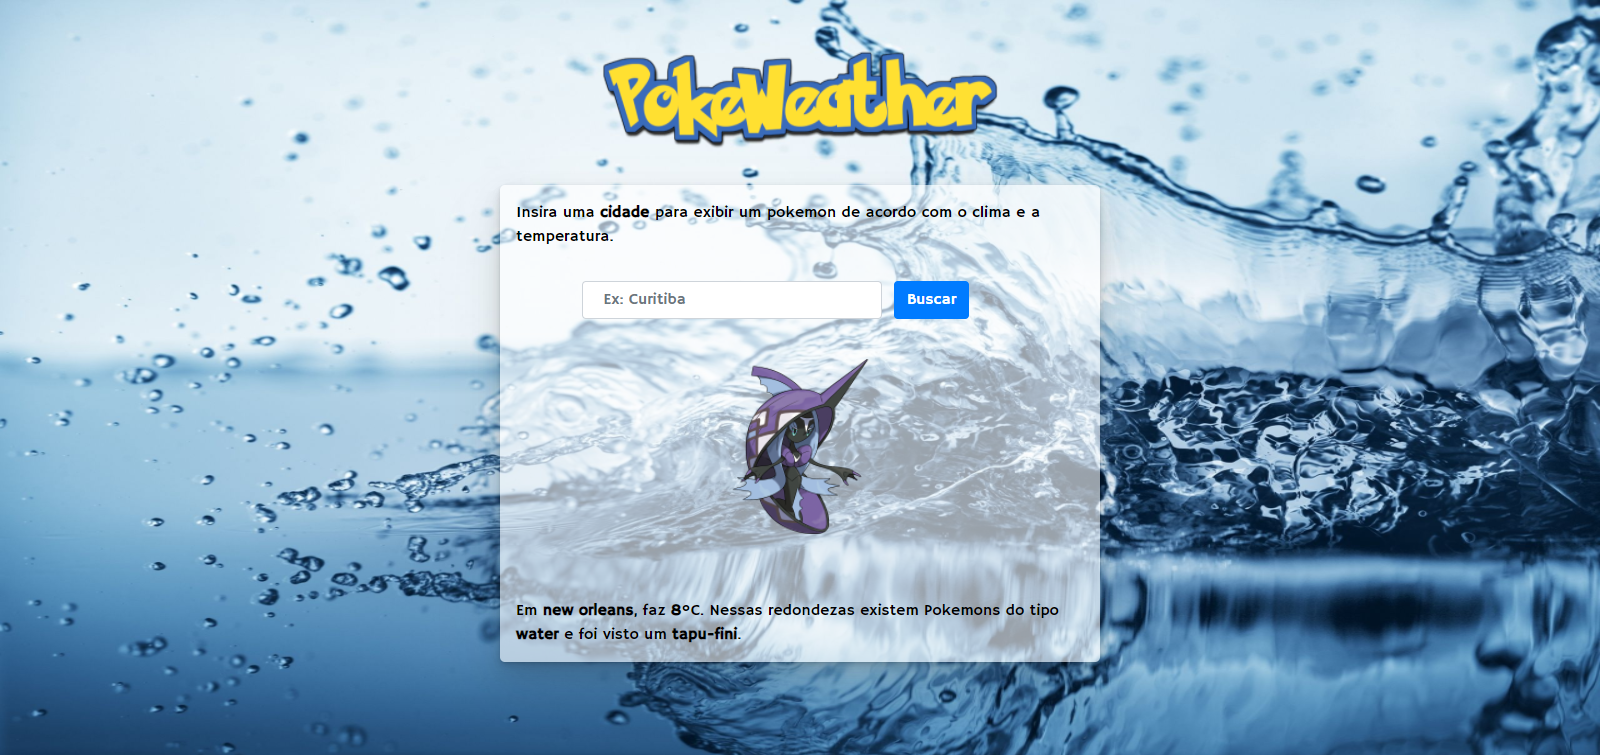 PokeWeather
Insira uma cidade para exibir um pokemon de acordo com o clima e a
temperatura.
Ex: Curitiba
Buscar
Em new orleans, faz 8°C. Nessas redondezas existem Pokemons do tipo
water e foi visto um tapu-fini.